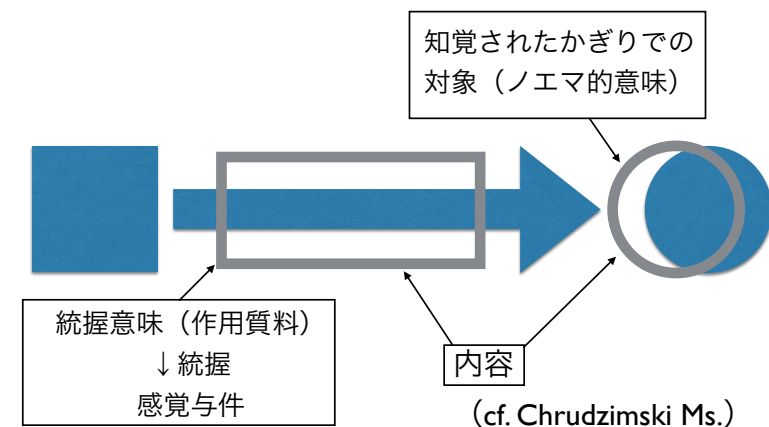 知覚されたかぎりでの
対象（ノエマ的意味）
統握意味（作用質料）
↓統握
感覚与件
内容
（cf. Chrudzimski Ms.）